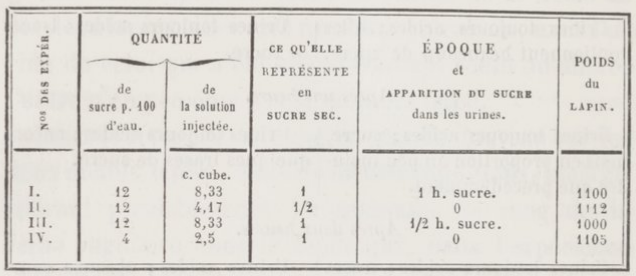 Nos DES EXPÉR.
QUANTITÉ
de
sucre p. 100
d'eau.
de
la solution
injectée.
CE QU'ELLE
REPRÉSENTE
en
SUCRE SEC.
ÉPOQUE
et
APPARITION DU SUCRE
dans les urines.
POIDS
du
LAPIN.
c. cube.
I. 12 8,33 1 1 h. sucre. 1100
II. 12 4,17 1/2 0 1112
III. 12 8,33 1 1/2 h. sucre. 1000
IV. 4 2,5 1 0 1105